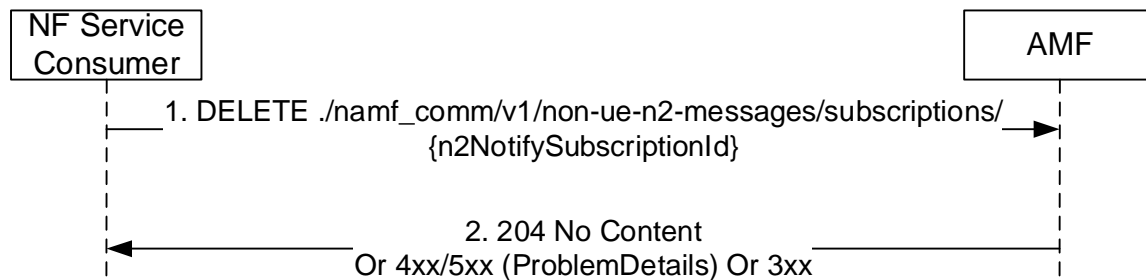 NF Service
Consumer
AMF
1. DELETE ./namf_comm/v1/non-ue-n2-messages/subscriptions/
{n2NotifySubscriptionId}
2. 204 No Content
Or 4xx/5xx (ProblemDetails) Or 3xx